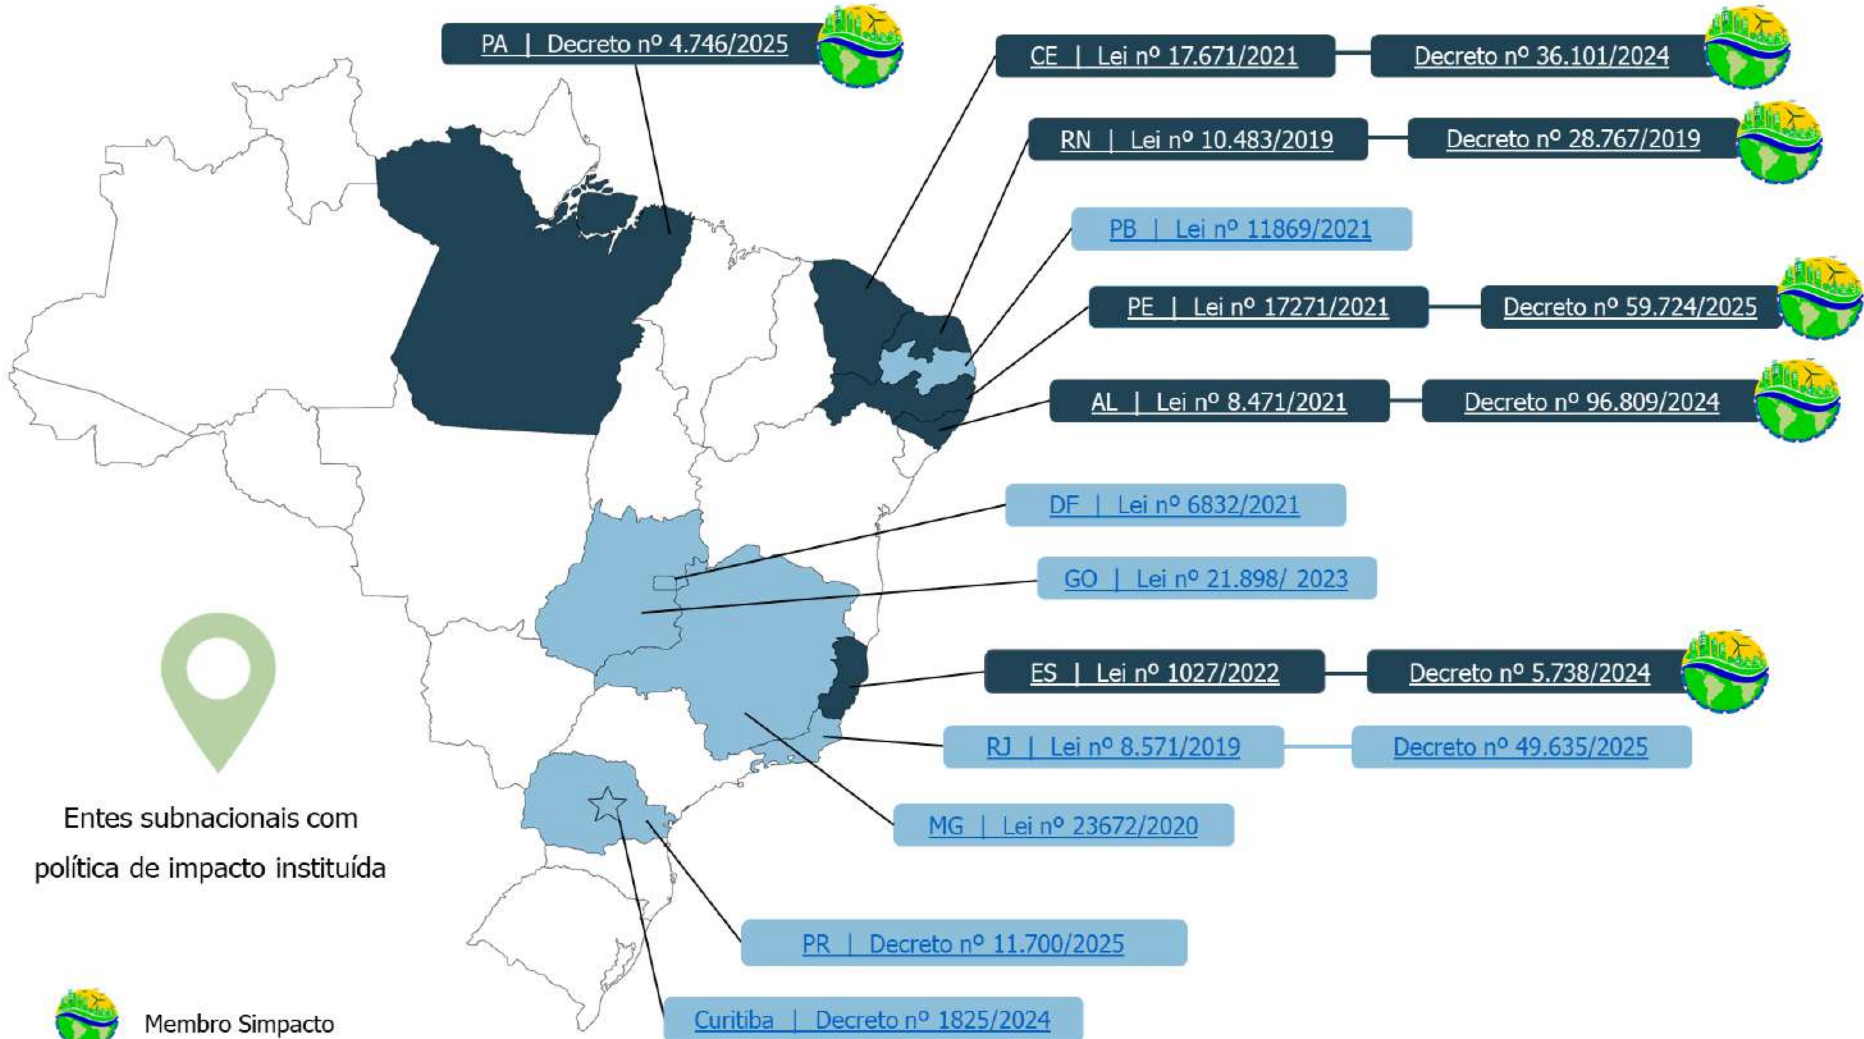 PA | Decreto nº 4.746/2025
CE | Lei nº 17.671/2021
Decreto nº 36.101/2024
RN | Lei nº 10.483/2019
Decreto nº 28.767/2019
PB | Lei nº 11869/2021
PE | Lei nº 17271/2021
Decreto nº 59.724/2025
AL | Lei nº 8.471/2021
Decreto nº 96.809/2024
DF | Lei nº 6832/2021
GO | Lei nº 21.898/ 2023
ES | Lei nº 1027/2022
Decreto nº 5.738/2024
RJ | Lei nº 8.571/2019
Decreto nº 49.635/2025
MG | Lei nº 23672/2020
Entes subnacionais com
política de impacto instituída
PR | Decreto nº 11.700/2025
Curitiba | Decreto nº 1825/2024
Membro Simpacto